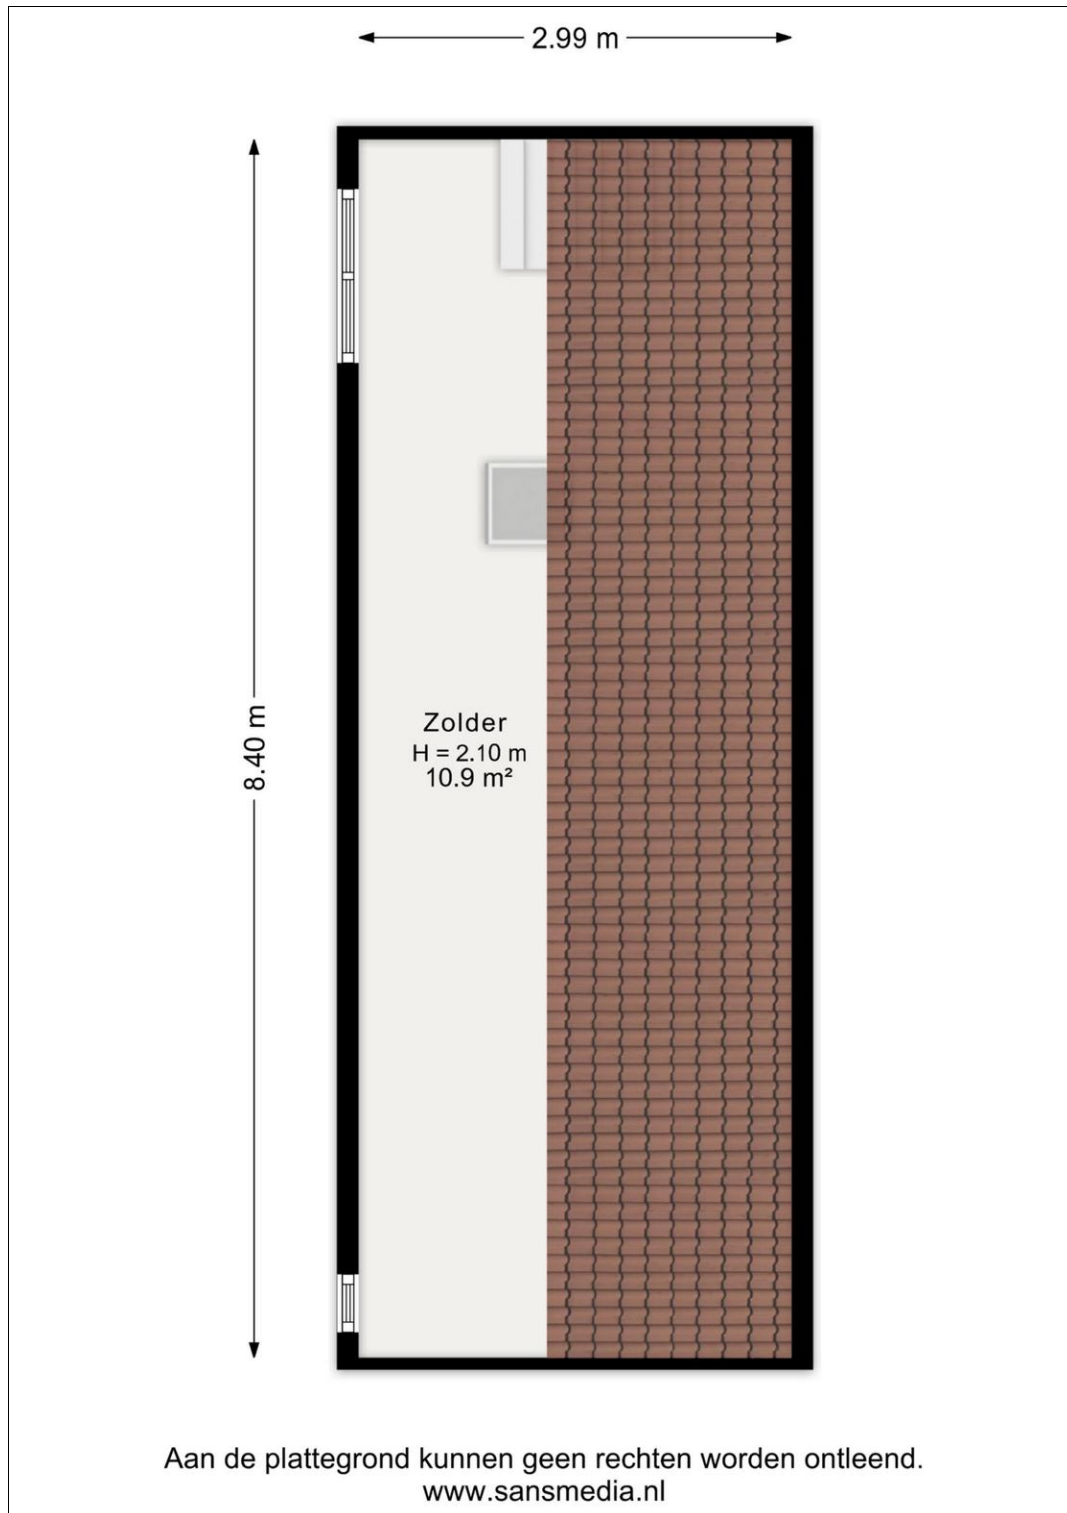 2.99 m
8.40 m
Zolder
H = 2.10 m
10.9 m²
Aan de plattegrond kunnen geen rechten worden ontleend.
www.sansmedia.nl